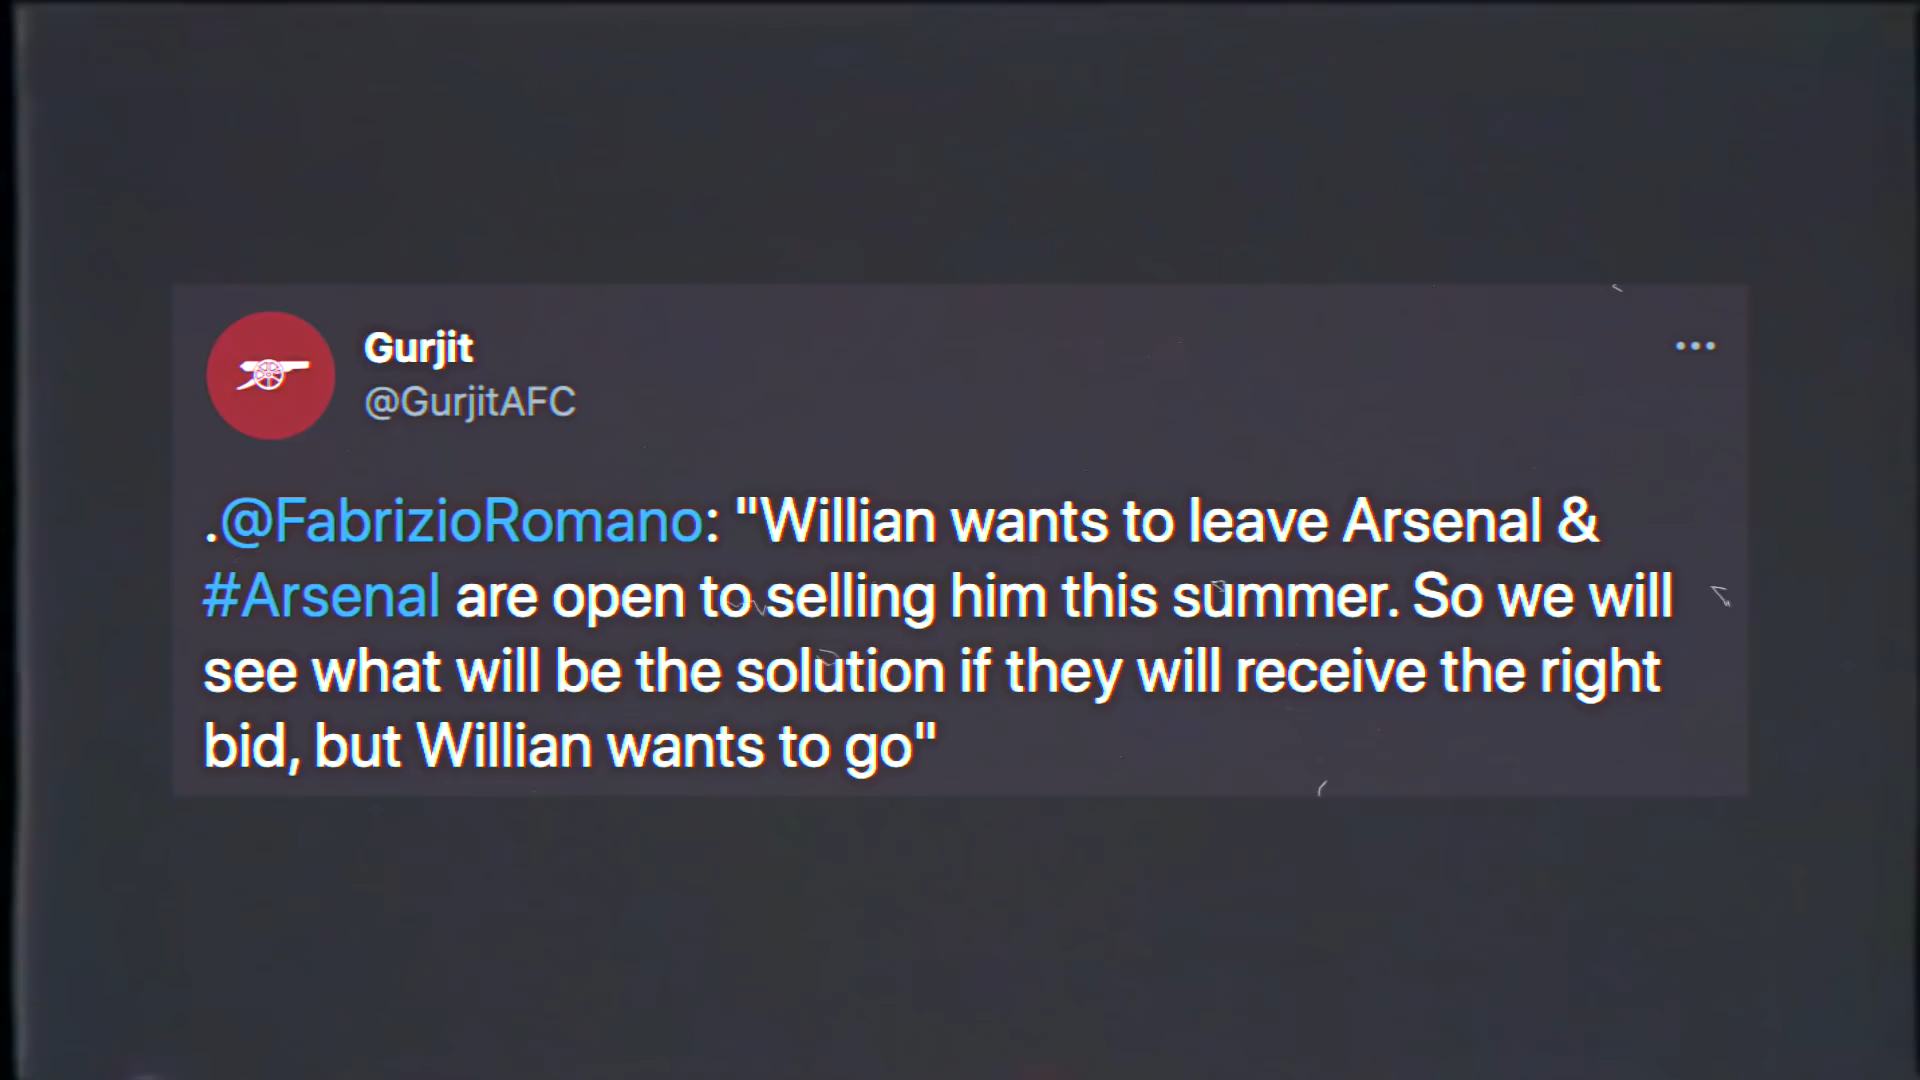 Gurjit
@GurjitAFC
.@FabrizioRomano: "Willian wants to leave Arsenal &
#Arsenal are open to selling him this summer. So we will
see what will be the solution if they will receive the right
bid, but Willian wants to go"